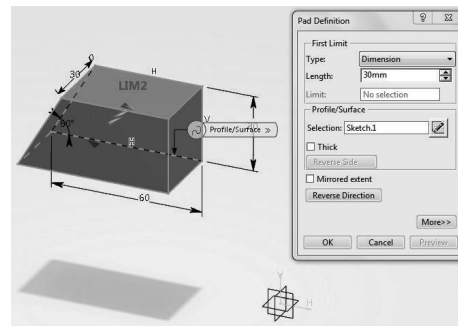 Pad Definition
First Limit
Type: Dimension
Length: 30mm
Limit: No selection
Profile/Surface
Selection: Sketch.1
Thick
Reverse Side
Mirrored extent
Reverse Direction
More>>
OK Cancel Preview
30
H
LIM2
60°
V
Profile/Surface »
60
Y
H